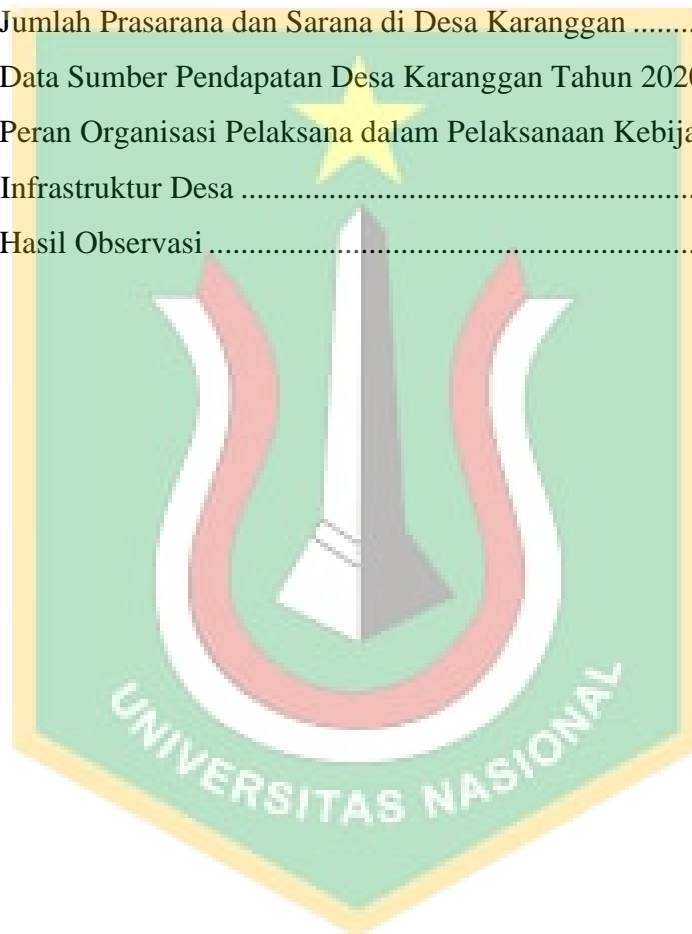 Jumlah Prasarana dan Sarana di Desa Karanggan ........
Data Sumber Pendapatan Desa Karanggan Tahun 2020
Peran Organisasi Pelaksana dalam Pelaksanaan
Infrastruktur Desa ........................................................
Hasil Observasi ............................................................
UNIVERSITAS NASIONAL